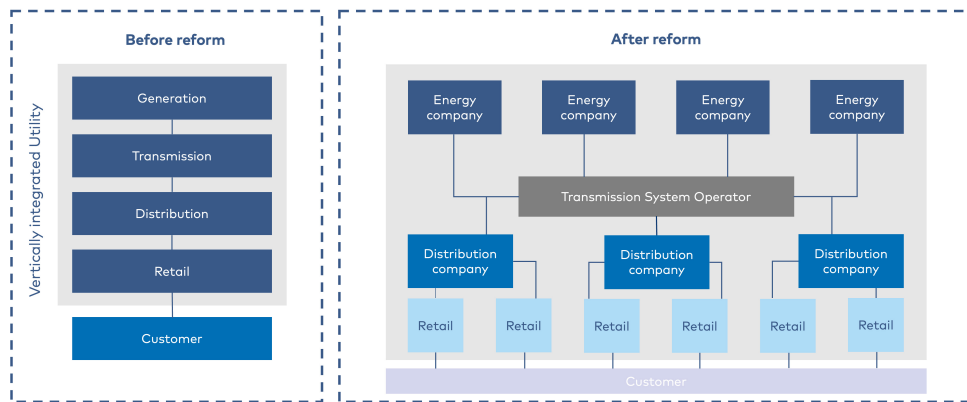 Before reform
Vertically integrated Utility
Generation
Transmission
Distribution
Retail
Customer
After reform
Energy
company
Energy
company
Energy
company
Energy
company
Transmission System Operator
Distribution
company
Distribution
company
Distribution
company
Retail
Retail
Retail
Retail
Retail
Retail
Customer